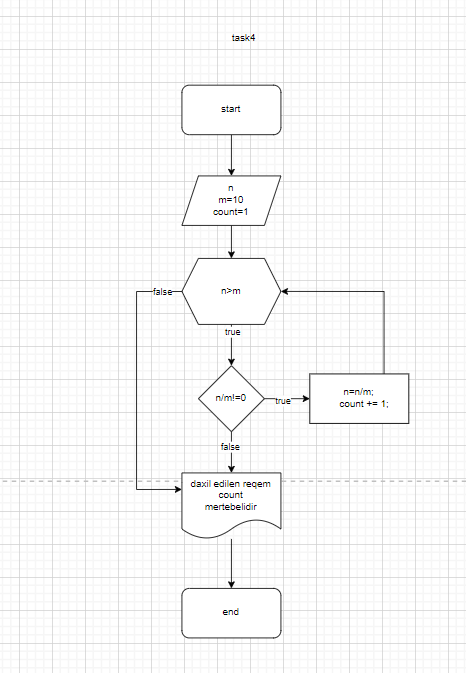 task4
start
n
m=10
count=1
n>m
false
true
n/m!=0
true
n=n/m;
count += 1;
false
daxil edilen reqem
count
mertebelidir
end